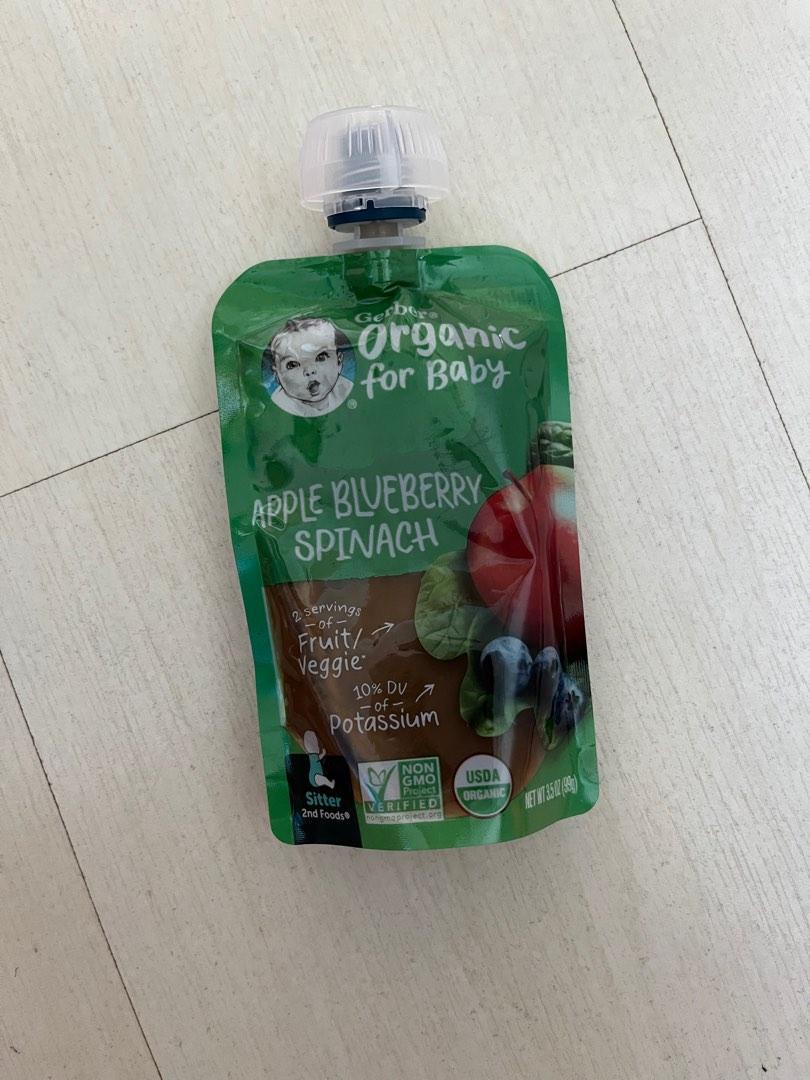 Gerber®
Organic
for Baby
®
APPLE BLUEBERRY
SPINACH
2 servings
- of -
Fruit/
Veggie*
10% DV
- of -
Potassium
Sitter
2nd Foods®
NON
GMO
Project
VERIFIED
nongmoproject.org
USDA
ORGANIC
NET WT 3.5 OZ (99g)